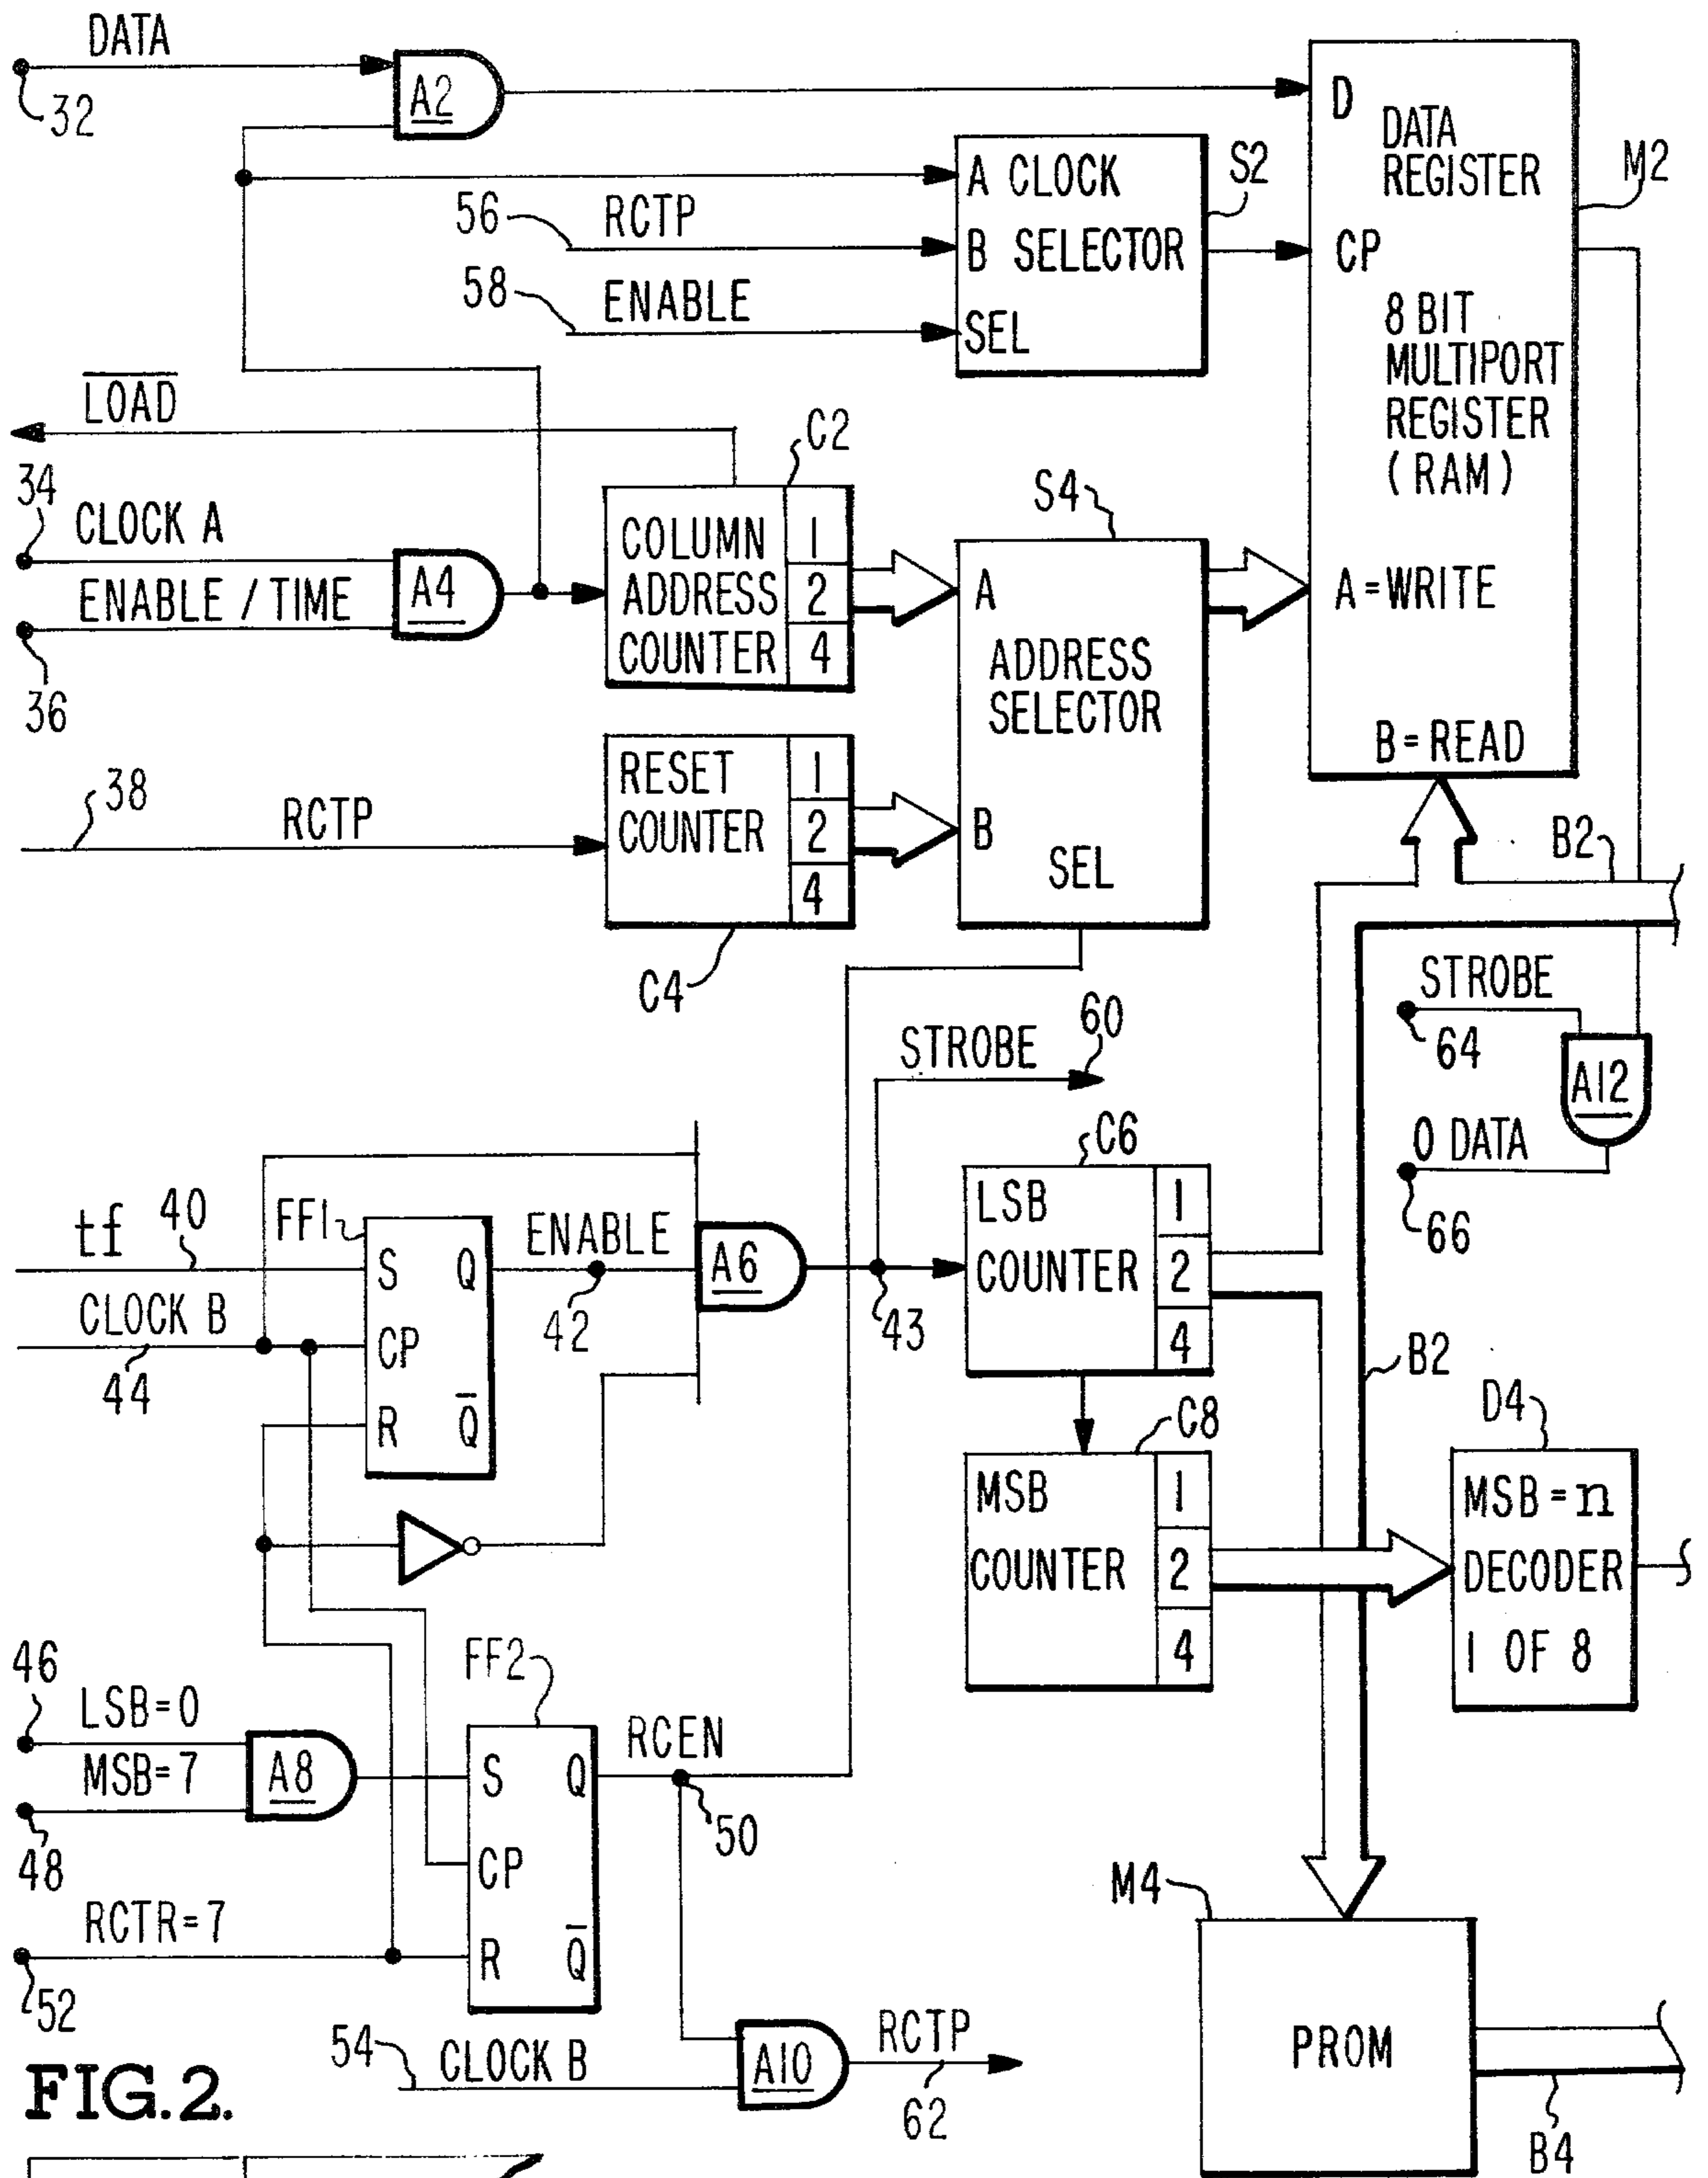 DATA
32
A2
D
DATA
REGISTER
M2
CP
8 BIT
MULTIPORT
REGISTER
(RAM)
A=WRITE
B=READ
A CLOCK
B SELECTOR
SEL
S2
56
RCTP
58
ENABLE
LOAD
34
CLOCK A
ENABLE / TIME
36
A4
C2
COLUMN
ADDRESS
COUNTER
1
2
4
S4
A
ADDRESS
SELECTOR
B
SEL
38
RCTP
RESET
COUNTER
1
2
4
C4
B2
STROBE
64
A12
0 DATA
66
STROBE
60
tf
40
FF1
S
Q
CP
R
Q̅
ENABLE
42
A6
43
CLOCK B
44
C6
LSB
COUNTER
1
2
4
B2
C8
MSB
COUNTER
1
2
4
D4
MSB=n
DECODER
1 OF 8
46
LSB=0
MSB=7
48
A8
FF2
S
Q
CP
R
Q̅
RCEN
50
RCTR=7
52
54
CLOCK B
A10
RCTP
62
M4
PROM
B4
FIG.2.